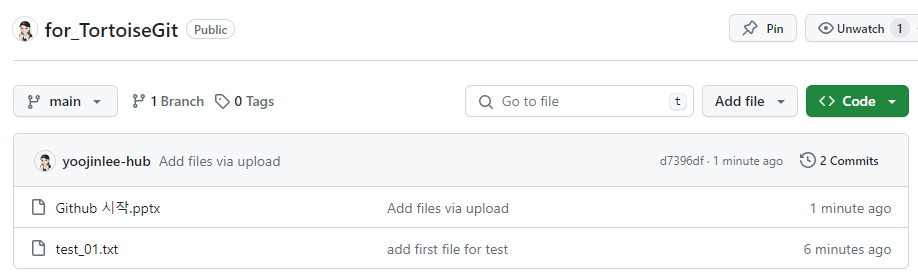 for_TortoiseGit Public Pin Unwatch 1
main 1 Branch 0 Tags Go to file t Add file Code
yoojinlee-hub Add files via upload d7396df · 1 minute ago 2 Commits
Github 시작.pptx Add files via upload 1 minute ago
test_01.txt add first file for test 6 minutes ago